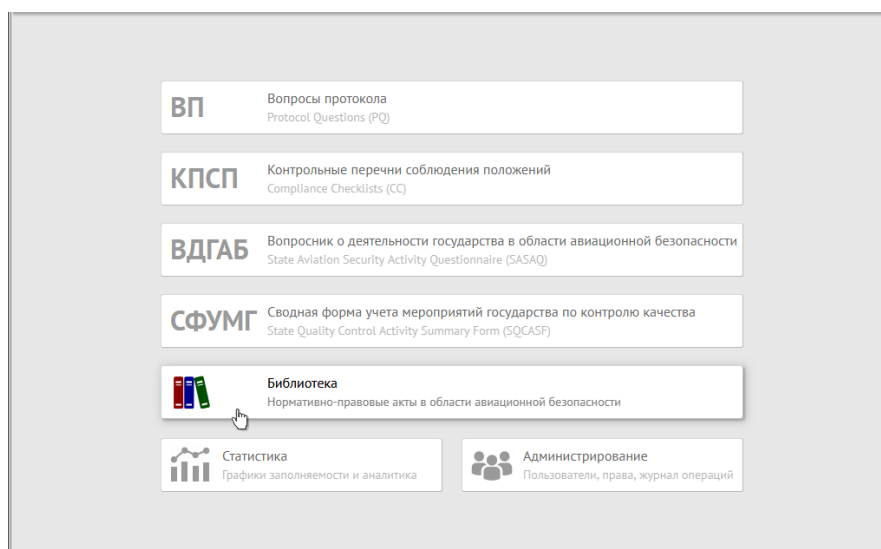 ВП
Вопросы протокола
Protocol Questions (PQ)
КПСП
Контрольные перечни соблюдения положений
Compliance Checklists (CC)
ВДГАБ
Вопросник о деятельности государства в области авиационной безопасности
State Aviation Security Activity Questionnaire (SASAQ)
СФУМГ
Сводная форма учета мероприятий государства по контролю качества
State Quality Control Activity Summary Form (SQCASF)
Библиотека
Нормативно-правовые акты в области авиационной безопасности
Статистика
Графики заполняемости и аналитика
Администрирование
Пользователи, права, журнал операций